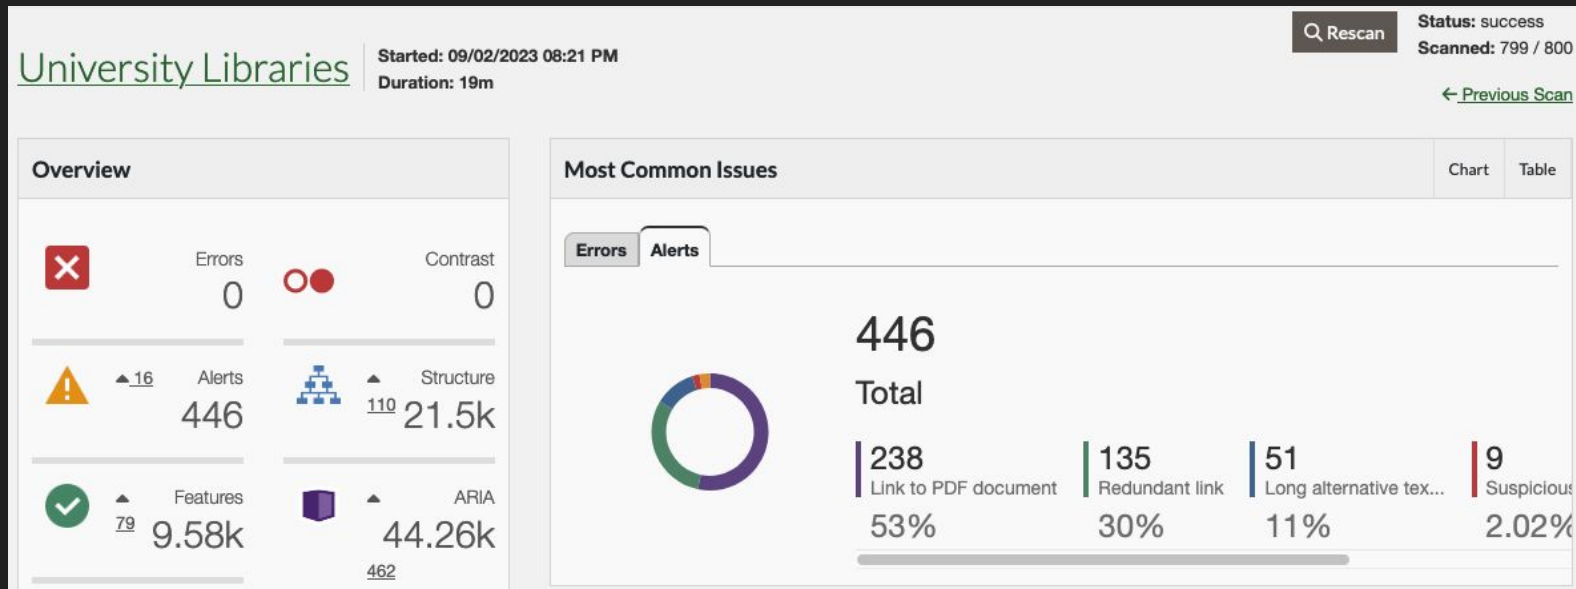 University Libraries
Started: 09/02/2023 08:21 PM
Duration: 19m
Rescan
Status: success
Scanned: 799 / 800
Previous Scan
Overview
Errors
0
Contrast
0
16
Alerts
446
Structure
110
21.5k
Features
79
9.58k
ARIA
44.26k
462
Most Common Issues
Chart
Table
Errors
Alerts
446
Total
238
Link to PDF document
53%
135
Redundant link
30%
51
Long alternative tex...
11%
9
Suspicious
2.02%